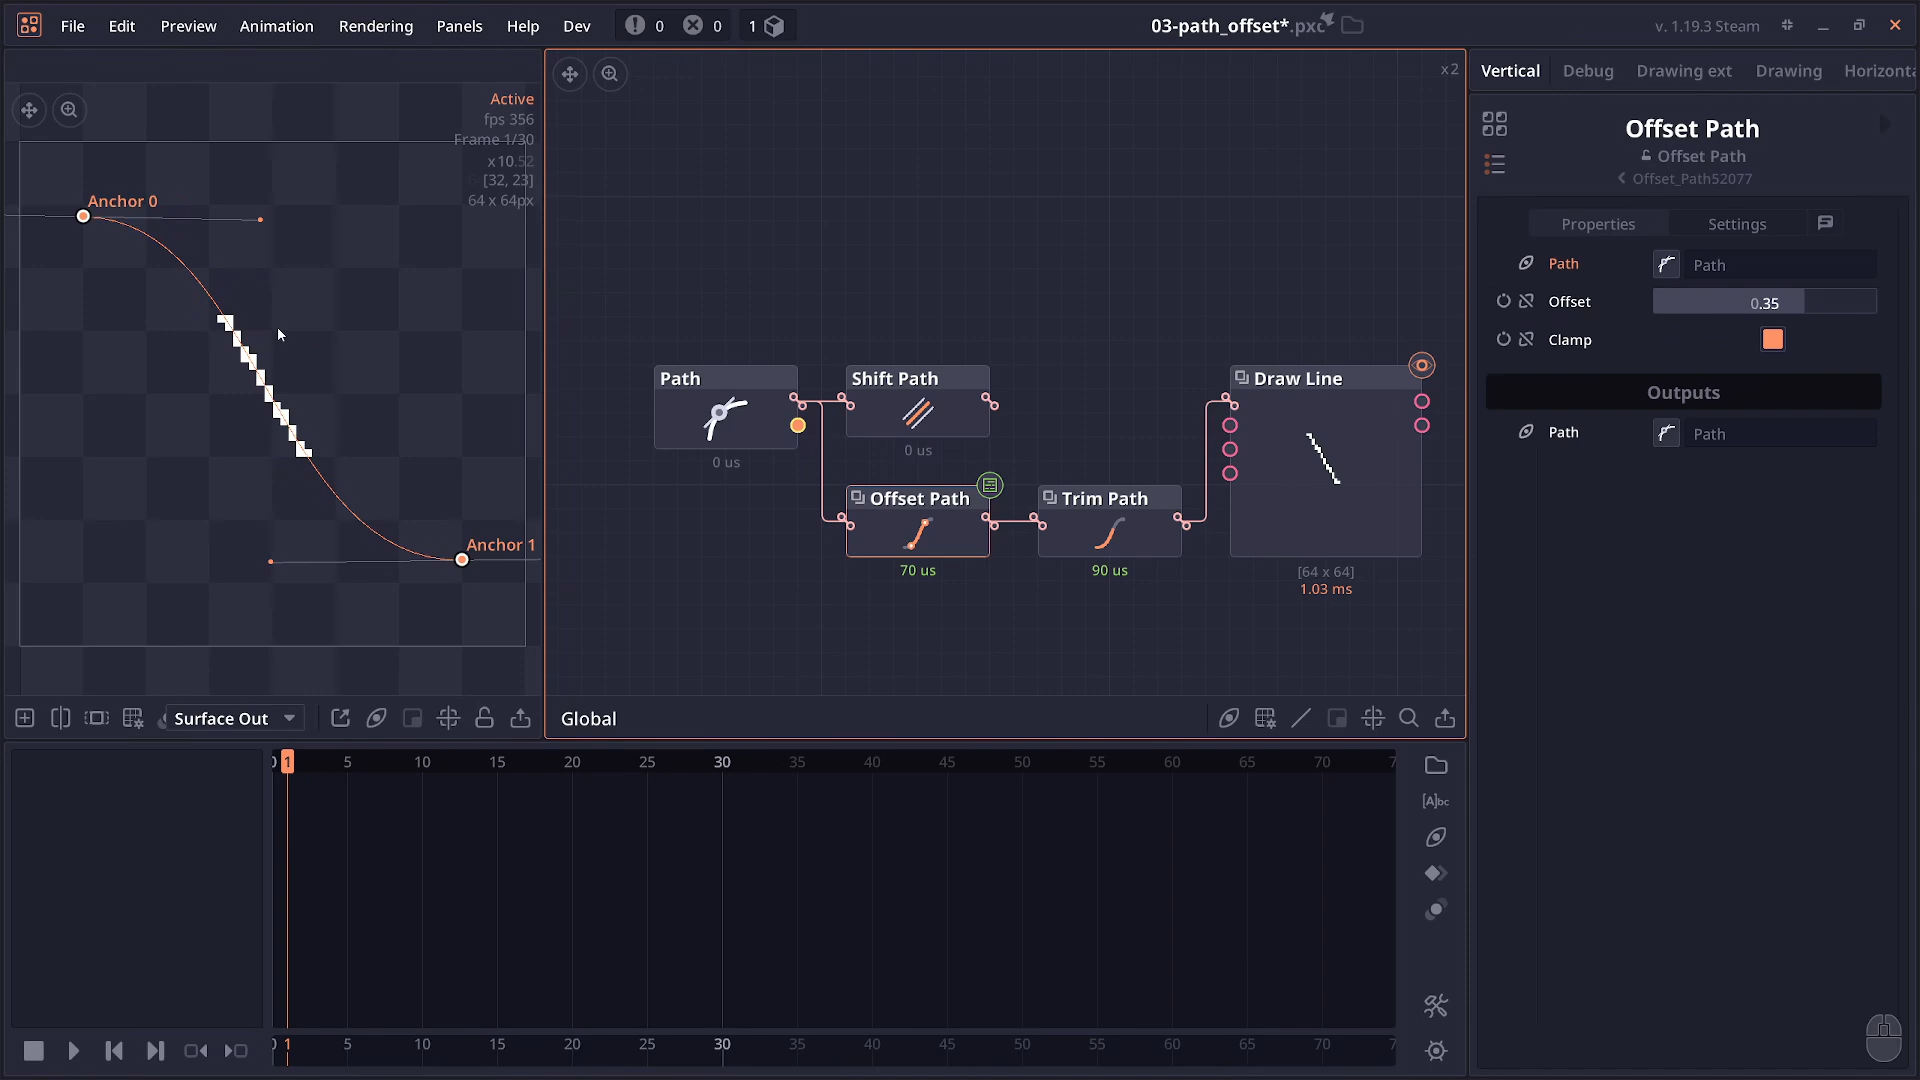 File Edit Preview Animation Rendering Panels Help Dev 0 0 1 03-path_offset*.pxc v. 1.19.3 Steam
Active
fps 356
Frame 1/30
x10.52
[32, 23]
64 x 64px
Anchor 0
Anchor 1
Surface Out
x2
Path
0 us
Shift Path
0 us
Offset Path
70 us
Trim Path
90 us
Draw Line
[64 x 64]
1.03 ms
Global
Vertical Debug Drawing ext Drawing Horizonta
Offset Path
Offset Path
Offset_Path52077
Properties Settings
Path Path
Offset 0.35
Clamp
Outputs
Path Path
1 5 10 15 20 25 30 35 40 45 50 55 60 65 70 7
[A]bc
1 5 10 15 20 25 30 35 40 45 50 55 60 65 70 7